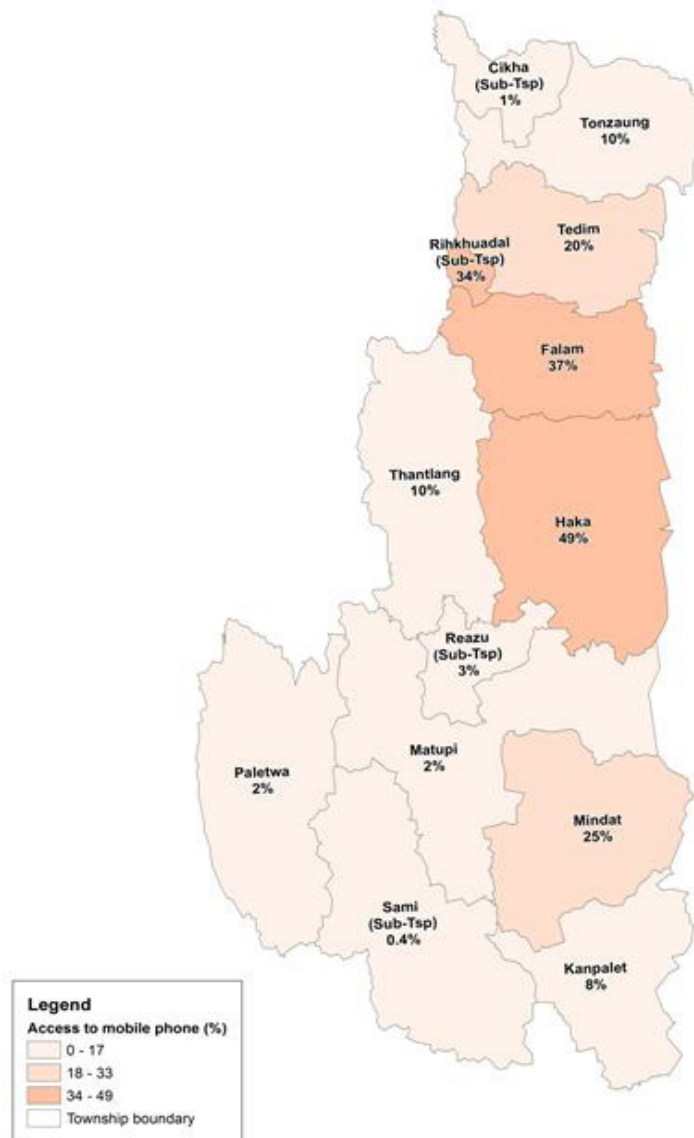 Cikha
(Sub-Tsp)
1%
Tonzaung
10%
Tedim
20%
Rihkhuadal
(Sub-Tsp)
34%
Falam
37%
Thantlang
10%
Haka
49%
Reazu
(Sub-Tsp)
3%
Matupi
2%
Paletwa
2%
Mindat
25%
Sami
(Sub-Tsp)
0.4%
Kanpalet
8%
Legend
Access to mobile phone (%)
0 - 17
18 - 33
34 - 49
Township boundary